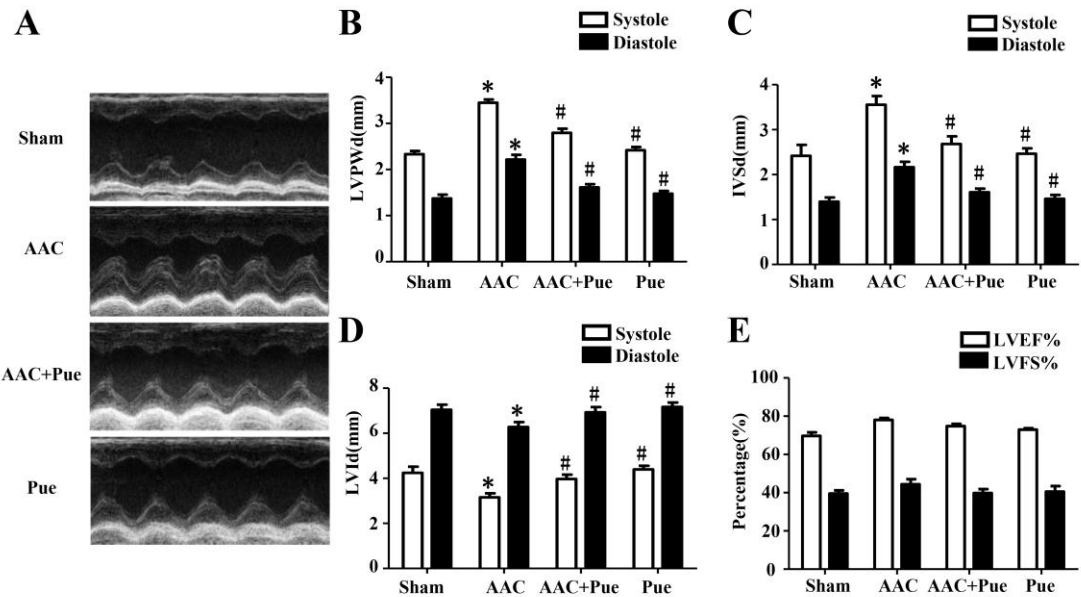 A
Sham
AAC
AAC+Pue
Pue
B
Systole
Diastole
LVPWd(mm)
4
3
2
1
0
*
*
#
#
#
#
Sham AAC AAC+Pue Pue
C
Systole
Diastole
IVSd(mm)
4
3
2
1
0
*
*
#
#
#
#
Sham AAC AAC+Pue Pue
D
Systole
Diastole
LVId(mm)
8
6
4
2
0
*
*
#
#
#
#
Sham AAC AAC+Pue Pue
E
LVEF%
LVFS%
Percentage(%)
100
80
60
40
20
0
Sham AAC AAC+Pue Pue